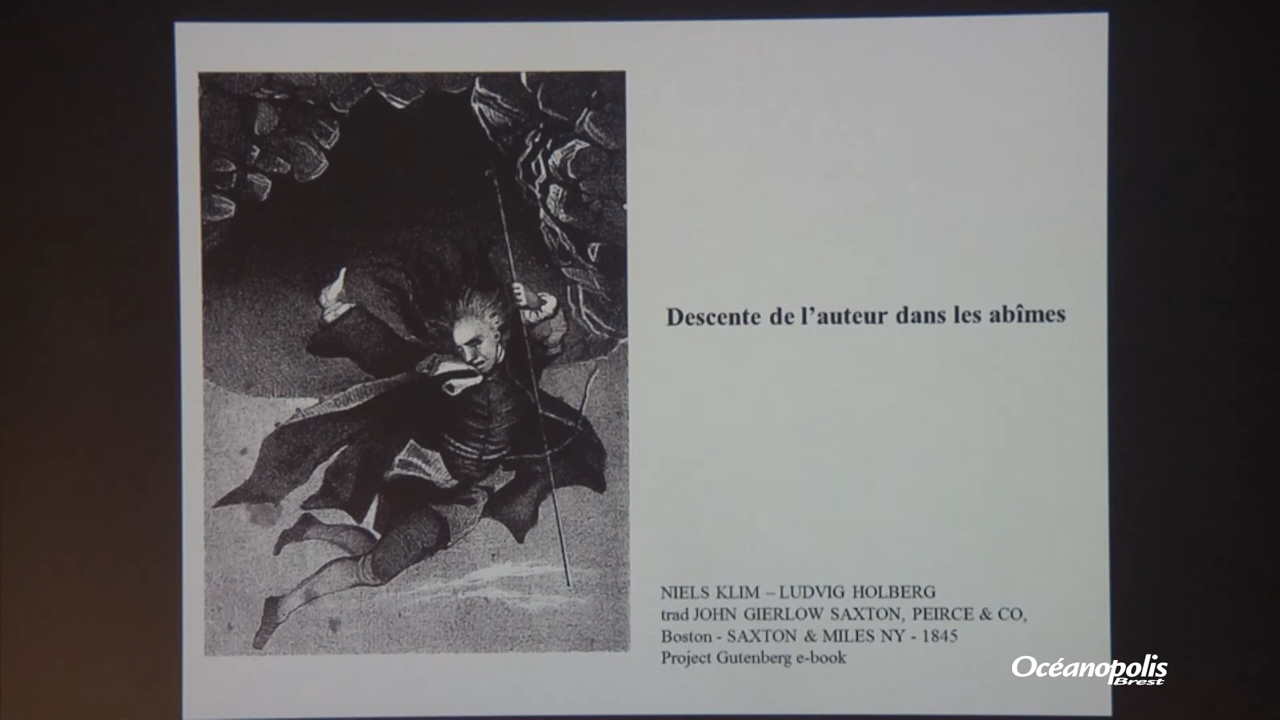 Descente de l’auteur dans les abîmes
NIELS KLIM – LUDVIG HOLBERG
trad JOHN GIERLOW SAXTON, PEIRCE & CO,
Boston - SAXTON & MILES NY - 1845
Project Gutenberg e-book
Océanopolis
Brest